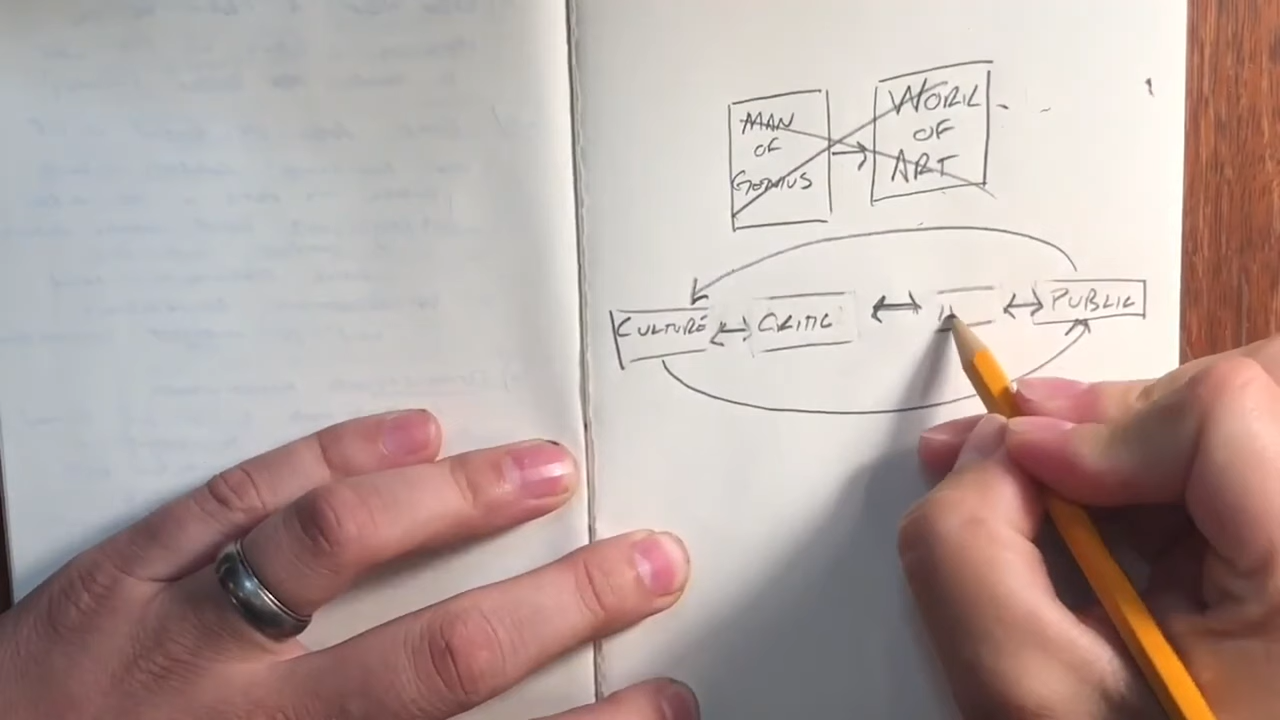 MAN
OF
GENIUS
WORK
OF
ART
CULTURE
CRITIC
PUBLIC